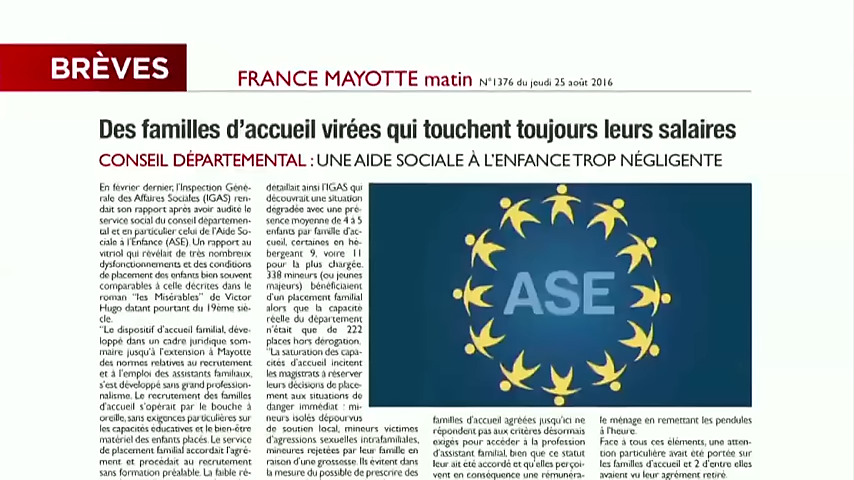 BRÈVES
FRANCE MAYOTTE matin N°1376 du jeudi 25 août 2016
Des familles d'accueil virées qui touchent toujours leurs salaires
CONSEIL DÉPARTEMENTAL : UNE AIDE SOCIALE À L'ENFANCE TROP NÉGLIGENTE
En février dernier, l'Inspection Géné-
rale des Affaires Sociales (IGAS) ren-
dait son rapport après avoir audité le
service social du conseil départemen-
tal et en particulier celui de l'Aide So-
ciale à l'Enfance (ASE). Un rapport au
vitriol qui révélait de très nombreux
dysfonctionnements et des conditions
de placement des enfants bien souvent
comparables à celle décrites dans le
roman "les Misérables" de Victor
Hugo datant pourtant du 19ème siè-
cle.
"Le dispositif d'accueil familial, déve-
loppé dans un cadre juridique som-
maire jusqu'à l'extension à Mayotte
des normes relatives au recrutement
et à l'emploi des assistants familiaux,
s'est développé sans grand profession-
nalisme. Le recrutement des familles
d'accueil s'opérait par le bouche à
oreille, sans exigences particulières sur
les capacités educatives et le bien-être
matériel des enfants placés. Le service
de placement familial accordait l'agré-
ment et procédait au recrutement
sans formation préalable. La faible ré-
detaillait ainsi l'IGAS qui
découvrait une situation
dégradée avec une pré-
sence moyenne de 4 à 5
enfants par famille d'ac-
cueil, certaines en hé-
bergeant 9, voire 11
pour la plus chargée.
338 mineurs (ou jeunes
majeurs) bénéficiaient
d'un placement familial
alors que la capacité
réelle du département
n'était que de 222
places hors dérogation.
"La saturation des capa-
cités d'accueil incitent
les magistrats à réserver
leurs décisions de place-
ment aux situations de
danger immédiat : mi-
neurs isolés dépourvus
de soutien local, mineurs victimes
d'agressions sexuelles intrafamiliales,
mineures rejetées par leur famille en
raison d'une grossesse. Ils évitent dans
la mesure du possible de prescrire des
ASE
familles d'accueil agréées jusqu'ici ne
répondent pas aux critères désormais
exigés pour accéder à la profession
d'assistant familial, bien que ce statut
leur ait été accordé et qu'elles perçoi-
vent en conséquence une rémunéra-
le ménage en remettant les pendules
à l'heure.
Face à tous ces éléments, une atten-
tion particulière avait été portée sur
les familles d'accueil et 2 d'entre elles
avaient vu leur agrément retiré.